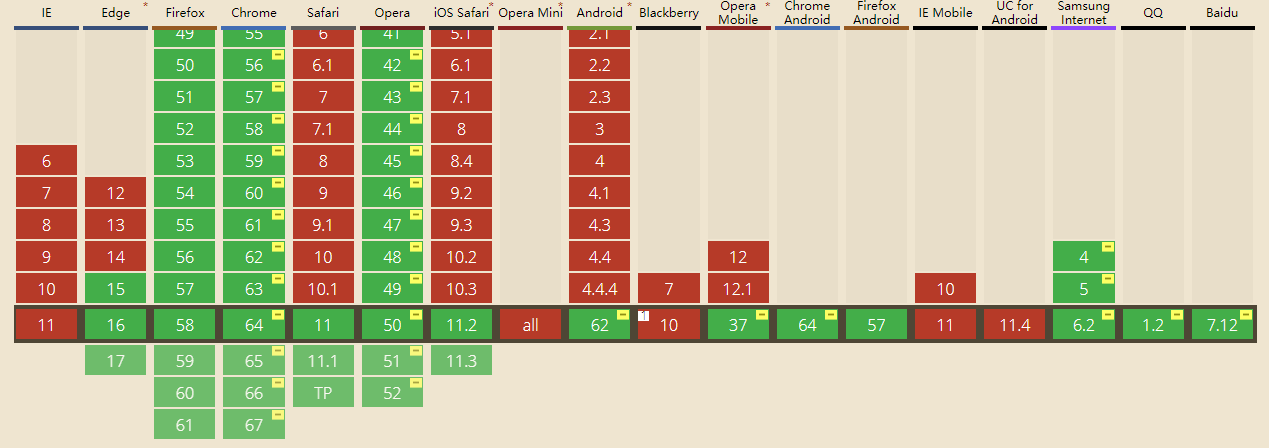 IE Edge * Firefox Chrome Safari Opera iOS Safari * Opera Mini * Android * Blackberry Opera Mobile * Chrome Android Firefox Android IE Mobile UC for Android Samsung Internet QQ Baidu
49 55 6 41 5.1 2.1
50 56 6.1 42 6.1 2.2
51 57 7 43 7.1 2.3
52 58 7.1 44 8 3
6 53 59 8 45 8.4 4
7 12 54 60 9 46 9.2 4.1
8 13 55 61 9.1 47 9.3 4.3
9 14 56 62 10 48 10.2 4.4 12 4
10 15 57 63 10.1 49 10.3 4.4.4 7 12.1 10 5
11 16 58 64 11 50 11.2 all 62 1 10 37 64 57 11 11.4 6.2 1.2 7.12
17 59 65 11.1 51 11.3
60 66 TP 52
61 67